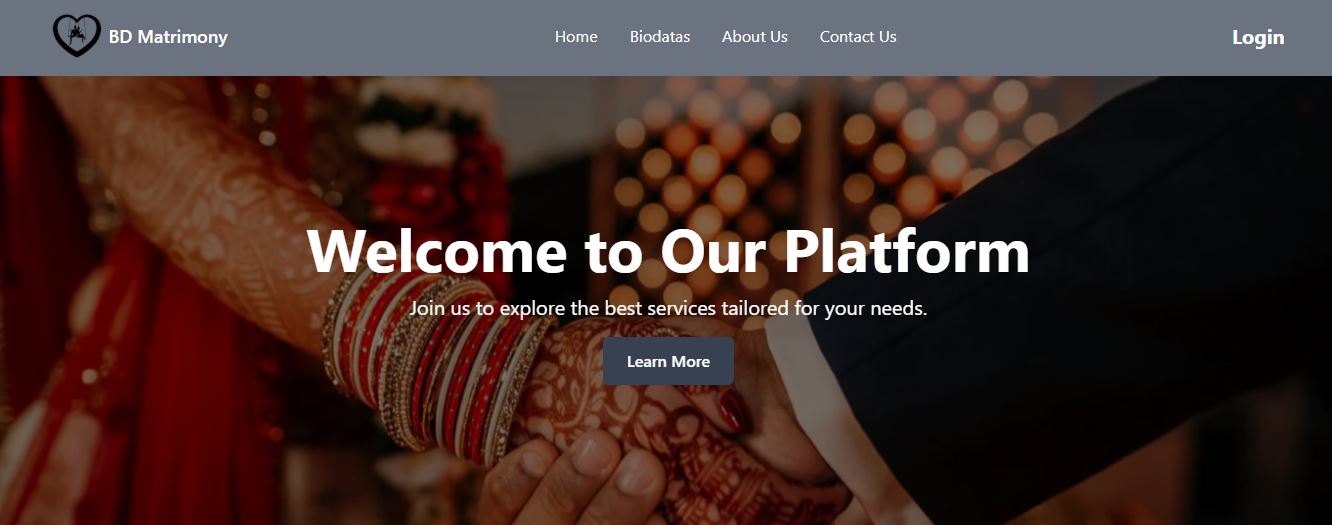 BD Matrimony
Home Biodatas About Us Contact Us
Login
Welcome to Our Platform
Join us to explore the best services tailored for your needs.
Learn More